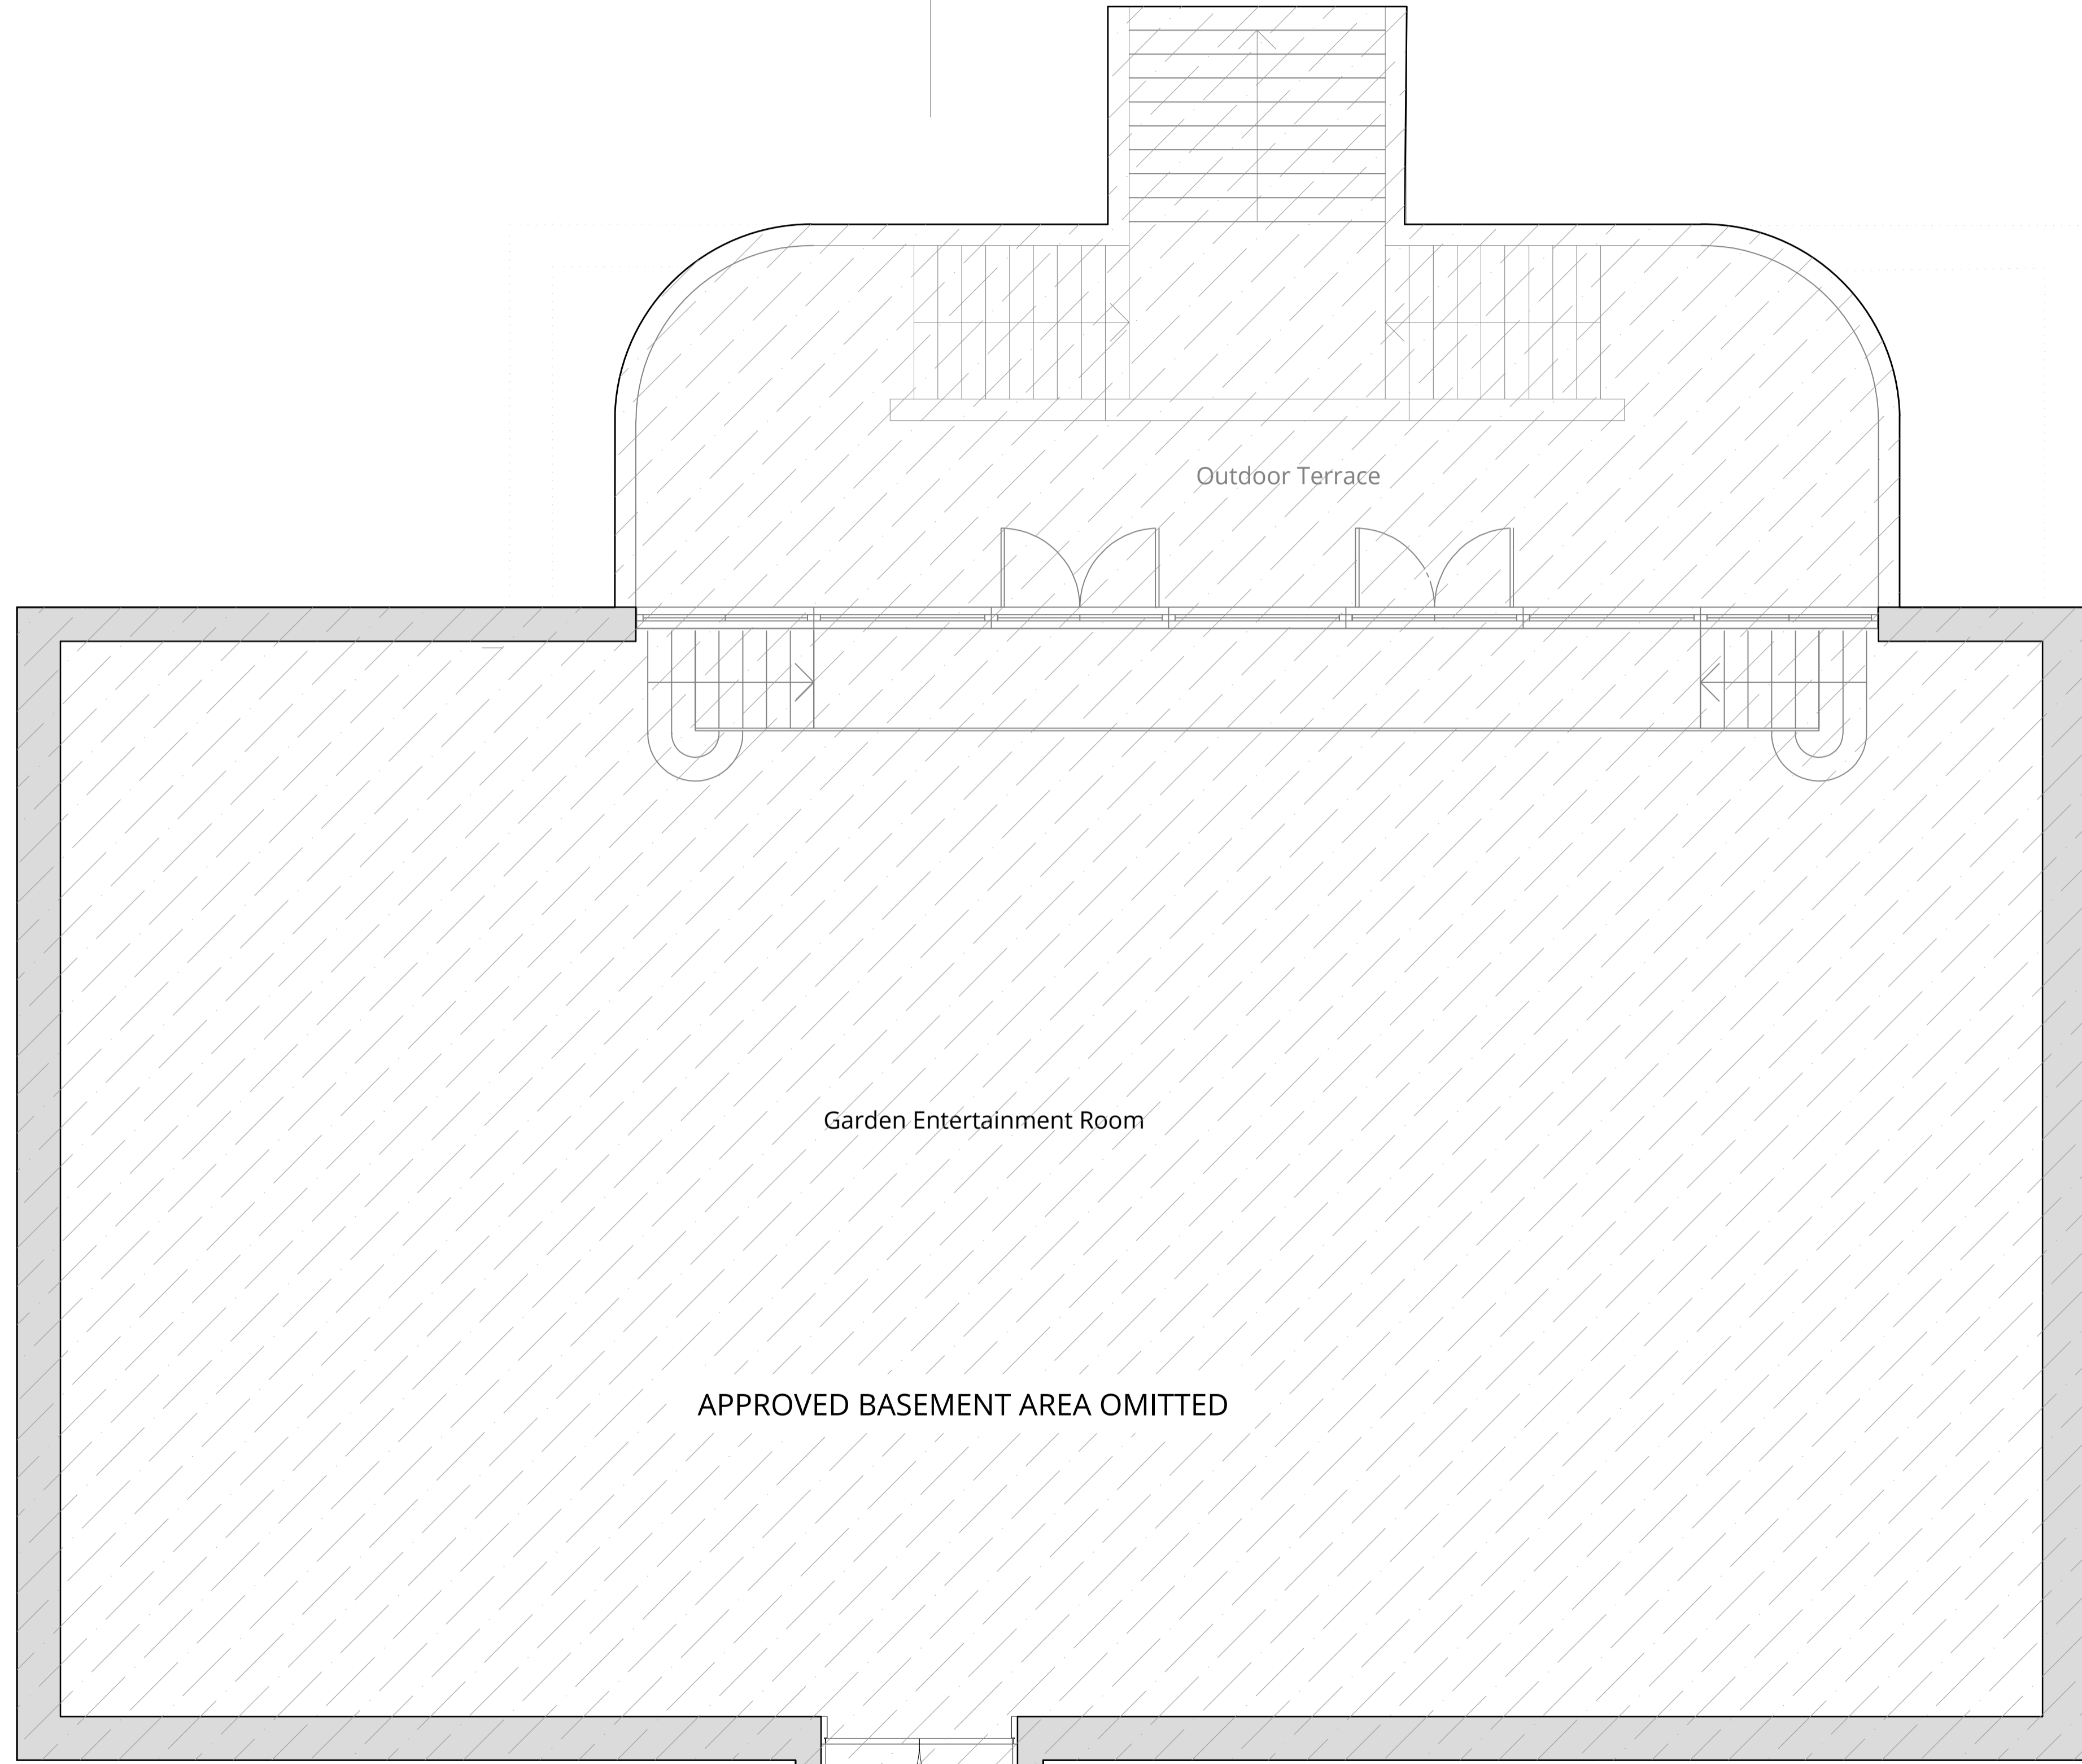 Outdoor Terrace
Garden Entertainment Room
APPROVED BASEMENT AREA OMITTED